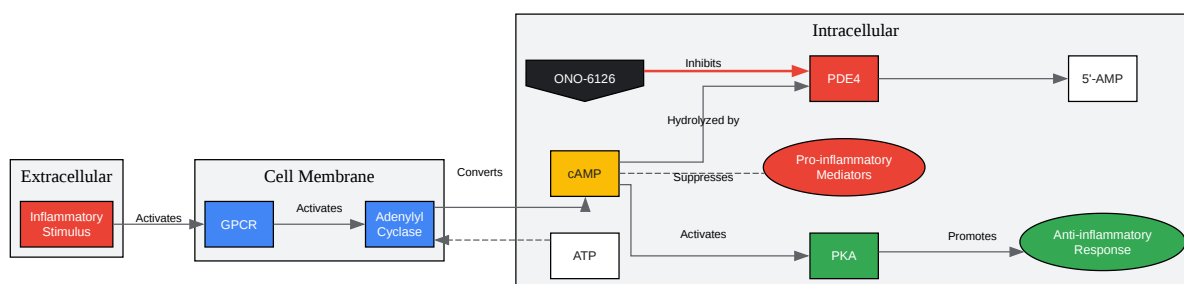 Intracellular
ONO-6126
Inhibits
PDE4
5'-AMP
Hydrolyzed by
Extracellular
Inflammatory
Stimulus
Activates
Cell Membrane
GPCR
Activates
Adenylyl
Cyclase
Converts
cAMP
Suppresses
Pro-inflammatory
Mediators
ATP
Activates
PKA
Promotes
Anti-inflammatory
Response